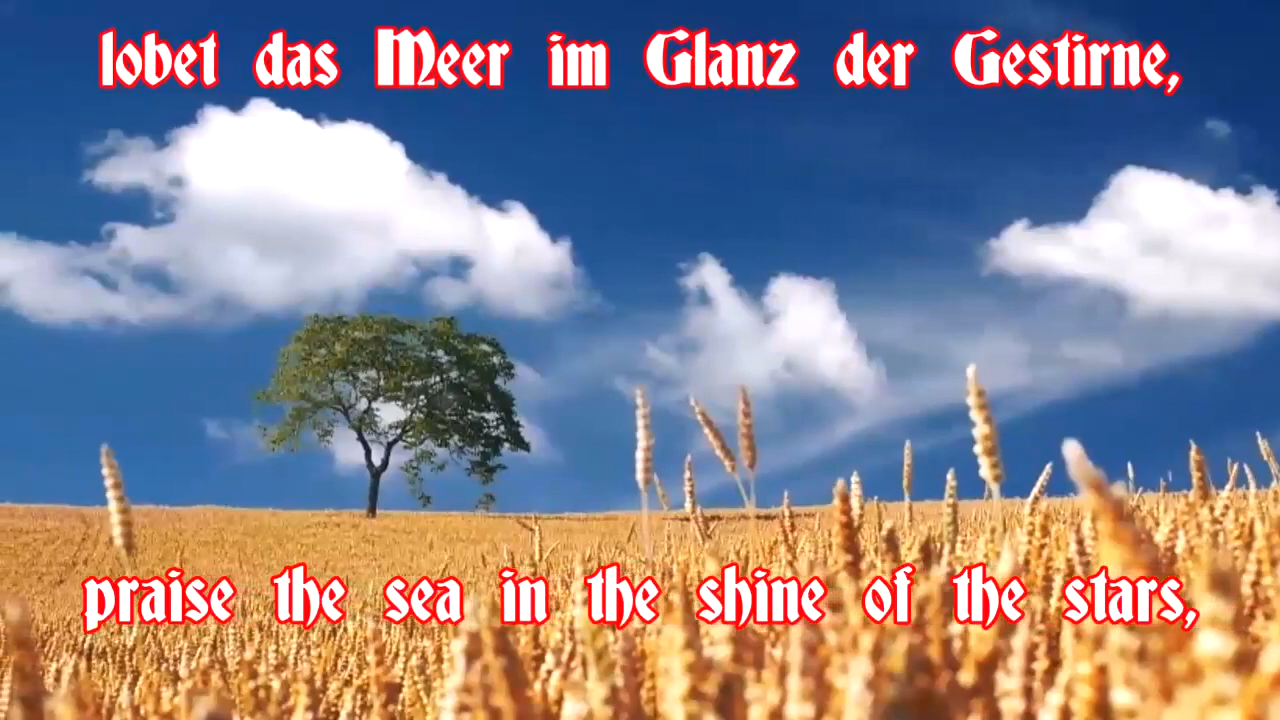 lobet das Meer im Glanz der Gestirne,
praise the sea in the shine of the stars,